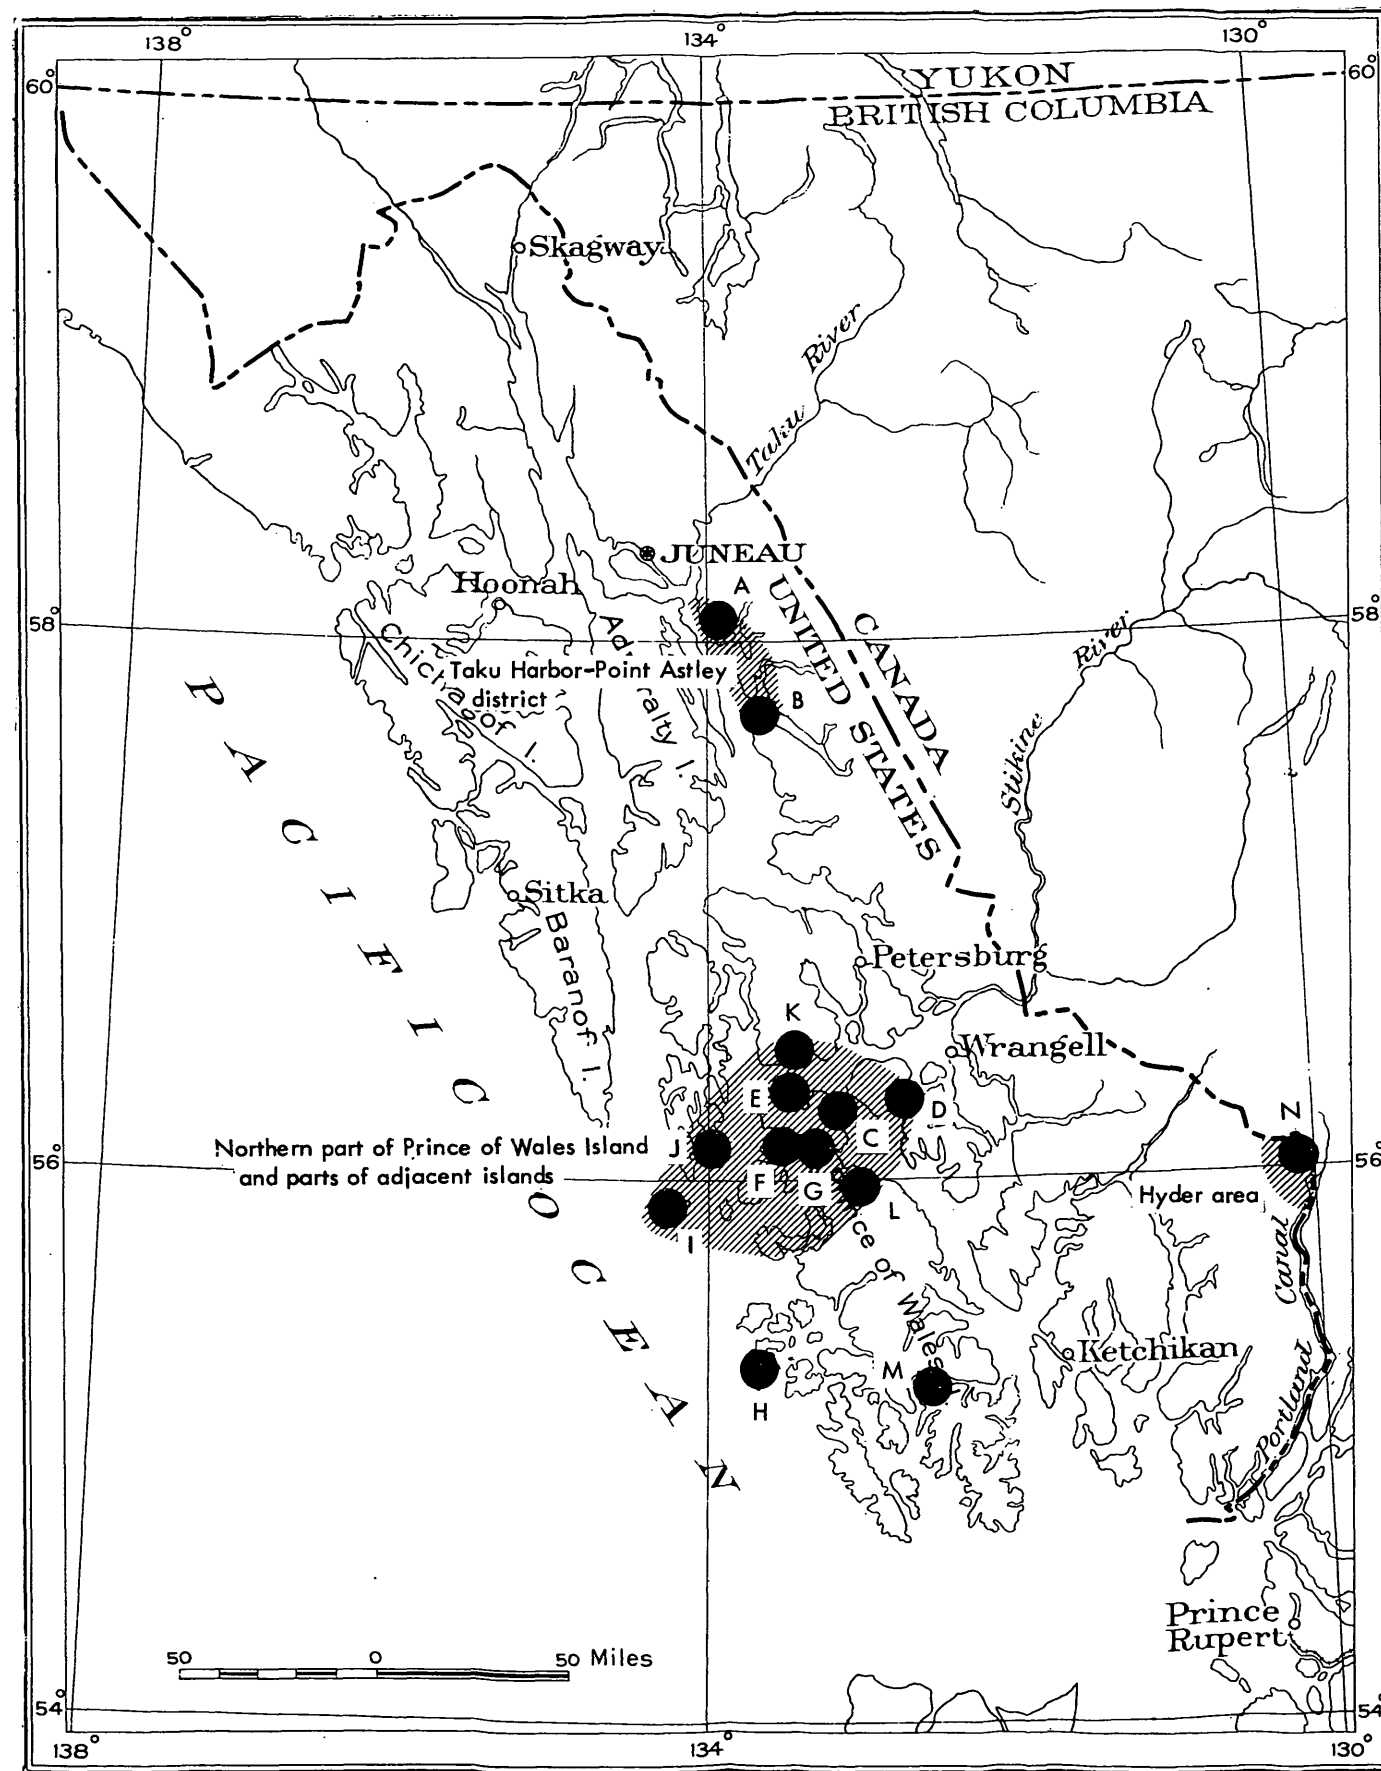 138° 134° 130°
60° 60°
YUKON
BRITISH COLUMBIA
Skagway
Taku River
JUNEAU
A
Hoonah
58° 58°
UNITED STATES
CANADA
Chichagof I.
Admiralty I.
Taku Harbor-Point Astley
district
B
Stikine River
PACIFIC OCEAN
Sitka
Baranof I.
Petersburg
K
Wrangell
E
D
C
N
J
Northern part of Prince of Wales Island
and parts of adjacent islands
56° 56°
F
G
L
I
Hyder area
Portland Canal
of Wales
Ketchikan
M
H
Prince
Rupert
50 0 50 Miles
54° 54°
138° 134° 130°